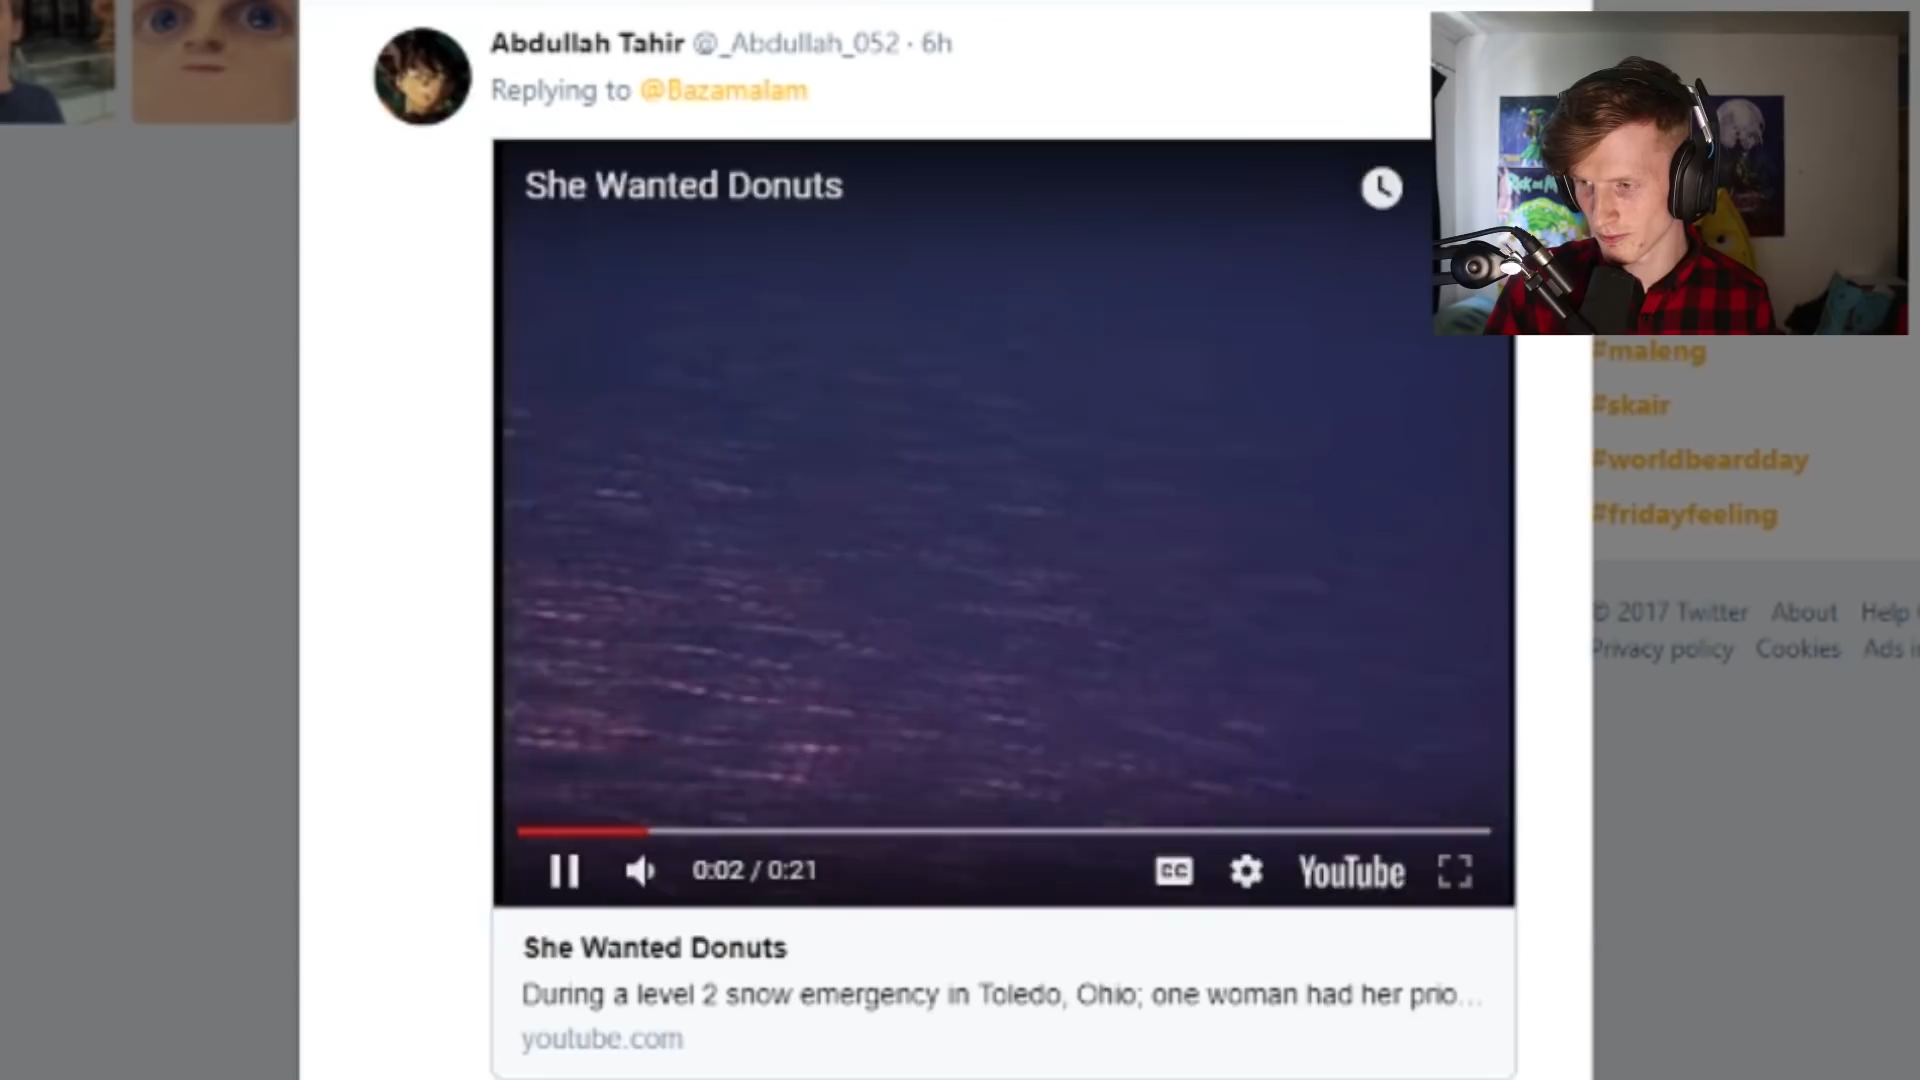 Abdullah Tahir @_Abdullah_052 · 6h
Replying to @Bazamalam
She Wanted Donuts
0:02 / 0:21
CC
YouTube
She Wanted Donuts
During a level 2 snow emergency in Toledo, Ohio; one woman had her prio...
youtube.com
#maleng
#skair
#worldbeardday
#fridayfeeling
© 2017 Twitter About Help
Privacy policy Cookies Ads